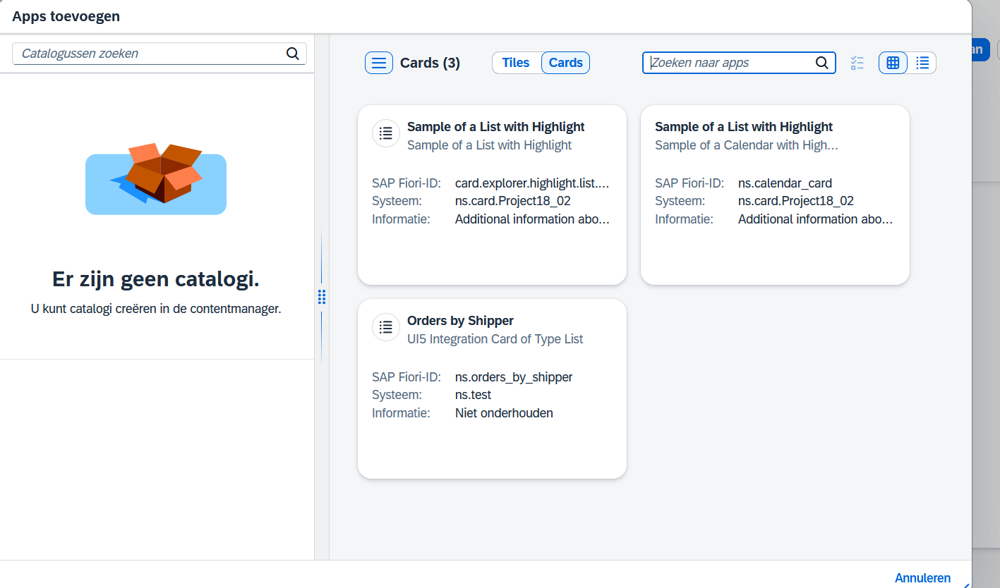 Apps toevoegen
Catalogussen zoeken
Er zijn geen catalogi.
U kunt catalogi creëren in de contentmanager.
Cards (3)
Tiles
Cards
Zoeken naar apps
an
Sample of a List with Highlight
Sample of a List with Highlight
SAP Fiori-ID: card.explorer.highlight.list....
Systeem: ns.card.Project18_02
Informatie: Additional information abo...
Sample of a List with Highlight
Sample of a Calendar with High...
SAP Fiori-ID: ns.calendar_card
Systeem: ns.card.Project18_02
Informatie: Additional information abo...
Orders by Shipper
UI5 Integration Card of Type List
SAP Fiori-ID: ns.orders_by_shipper
Systeem: ns.test
Informatie: Niet onderhouden
Annuleren